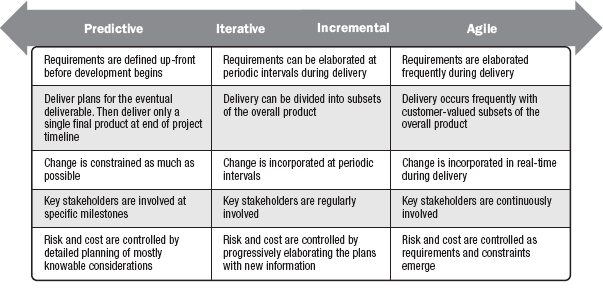 Predictive Iterative Incremental Agile
Requirements are defined up-front
before development begins
Requirements can be elaborated at
periodic intervals during delivery
Requirements are elaborated
frequently during delivery
Deliver plans for the eventual
deliverable. Then deliver only a
single final product at end of project
timeline
Delivery can be divided into subsets
of the overall product
Delivery occurs frequently with
customer-valued subsets of the
overall product
Change is constrained as much as
possible
Change is incorporated at periodic
intervals
Change is incorporated in real-time
during delivery
Key stakeholders are involved at
specific milestones
Key stakeholders are regularly
involved
Key stakeholders are continuously
involved
Risk and cost are controlled by
detailed planning of mostly
knowable considerations
Risk and cost are controlled by
progressively elaborating the plans
with new information
Risk and cost are controlled as
requirements and constraints
emerge